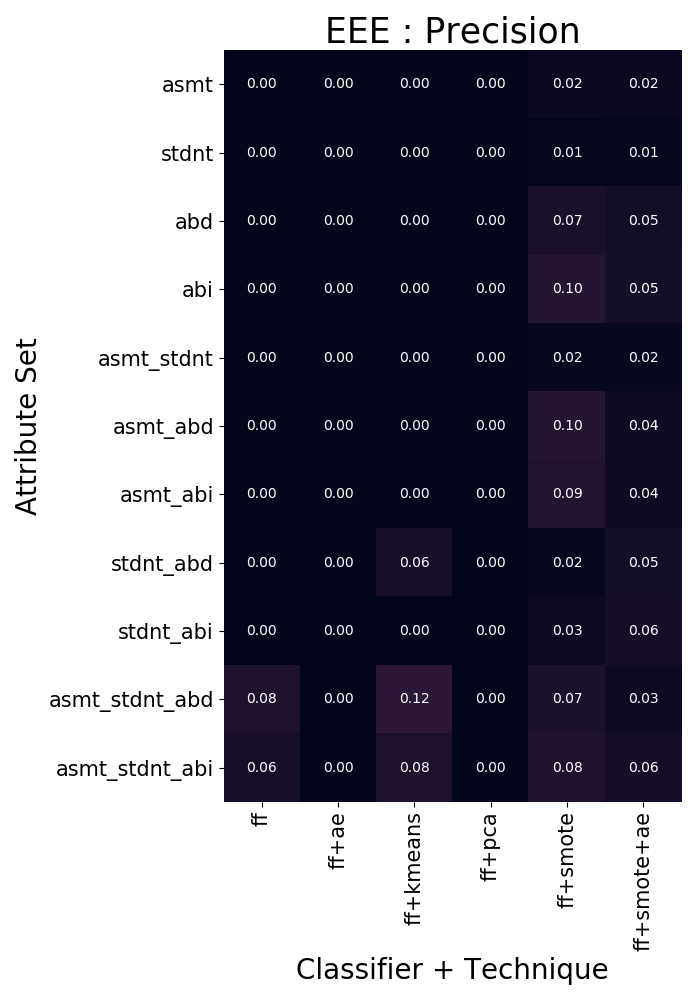 EEE : Precision
asmt 0.00 0.00 0.00 0.00 0.02 0.02
stdnt 0.00 0.00 0.00 0.00 0.01 0.01
abd 0.00 0.00 0.00 0.00 0.07 0.05
abi 0.00 0.00 0.00 0.00 0.10 0.05
asmt_stdnt 0.00 0.00 0.00 0.00 0.02 0.02
asmt_abd 0.00 0.00 0.00 0.00 0.10 0.04
asmt_abi 0.00 0.00 0.00 0.00 0.09 0.04
stdnt_abd 0.00 0.00 0.06 0.00 0.02 0.05
stdnt_abi 0.00 0.00 0.00 0.00 0.03 0.06
asmt_stdnt_abd 0.08 0.00 0.12 0.00 0.07 0.03
asmt_stdnt_abi 0.06 0.00 0.08 0.00 0.08 0.06
Attribute Set
ff
ff+ae
ff+kmeans
ff+pca
ff+smote
ff+smote+ae
Classifier + Technique